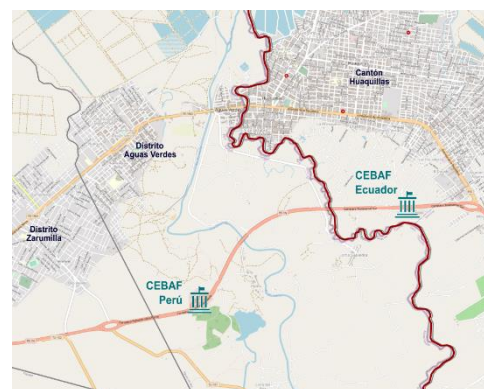 Cantón
Huaquillas
Distrito
Aguas Verdes
CEBAF
Ecuador
Distrito
Zarumilla
CEBAF
Perú